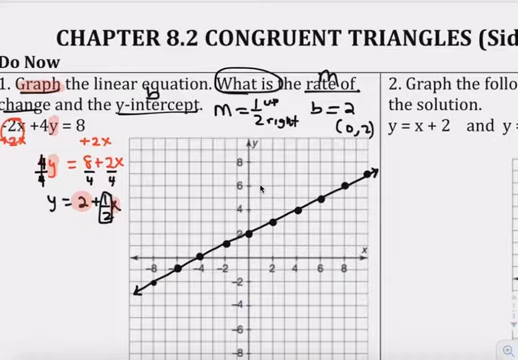 CHAPTER 8.2 CONGRUENT TRIANGLES (Sid
Do Now
1. Graph the linear equation. What is the rate of
m
change and the y-intercept.
b
m = 1 up / 2 right b = 2
(0,2)
-2x +4y = 8
+2x +2x
4y/4 = 8/4 + 2x/4
y = 2 + 1/2 x
y
8
6
4
2
x
-8 -6 -4 -2 2 4 6 8
-2
-4
-6
-8
2. Graph the follo
the solution.
y = x + 2 and y =